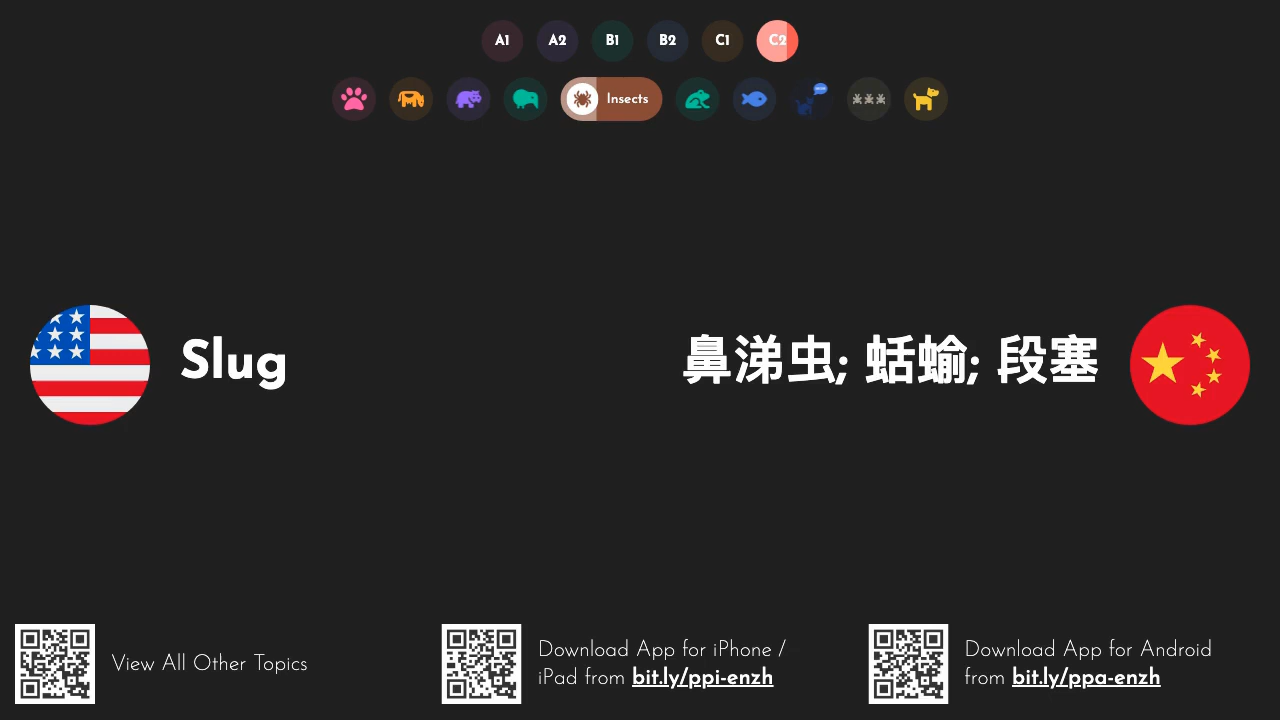 A1 A2 B1 B2 C1 C2
Insects
Slug
鼻涕虫; 蛞蝓; 段塞
View All Other Topics
Download App for iPhone /
iPad from bit.ly/ppi-enzh
Download App for Android
from bit.ly/ppa-enzh